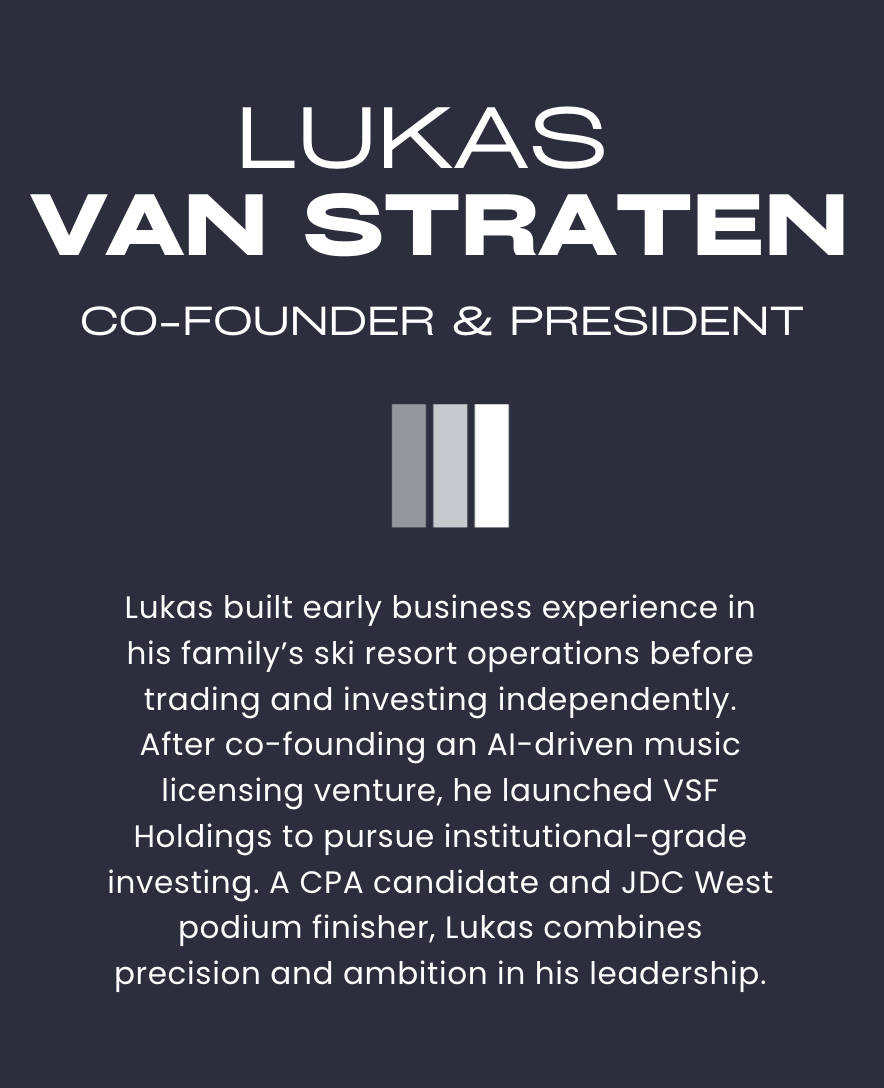 LUKAS
VAN STRATEN
CO-FOUNDER & PRESIDENT
Lukas built early business experience in
his family’s ski resort operations before
trading and investing independently.
After co-founding an AI-driven music
licensing venture, he launched VSF
Holdings to pursue institutional-grade
investing. A CPA candidate and JDC West
podium finisher, Lukas combines
precision and ambition in his leadership.